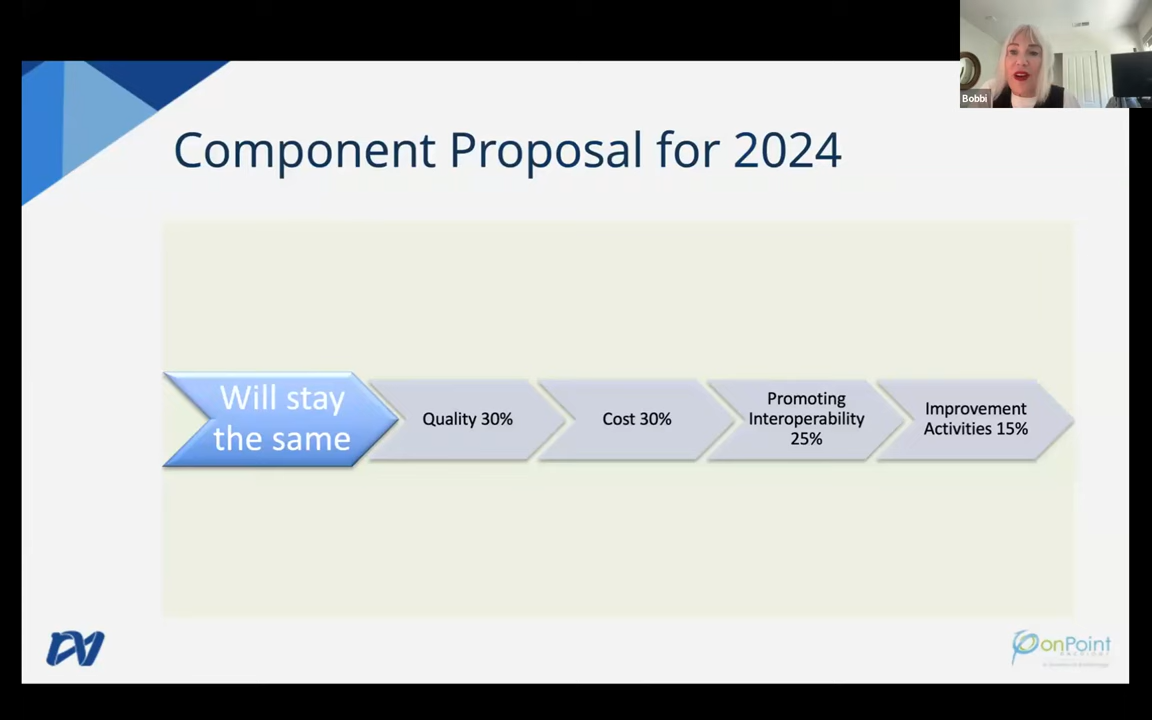 Bobbi
Component Proposal for 2024
Will stay
the same
Quality 30%
Cost 30%
Promoting
Interoperability
25%
Improvement
Activities 15%
onPoint